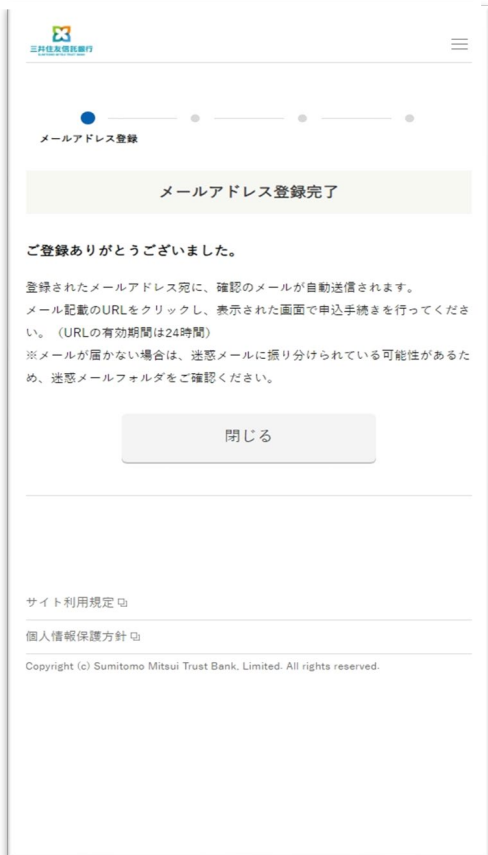 三井住友信託銀行
メールアドレス登録
メールアドレス登録完了
ご登録ありがとうございました。
登録されたメールアドレス宛に、確認のメールが自動送信されます。
メール記載のURLをクリックし、表示された画面で申込手続きを行ってくださ
い。（URLの有効期間は24時間）
※メールが届かない場合は、迷惑メールに振り分けられている可能性があるた
め、迷惑メールフォルダをご確認ください。
閉じる
サイト利用規定
個人情報保護方針
Copyright (c) Sumitomo Mitsui Trust Bank, Limited. All rights reserved.